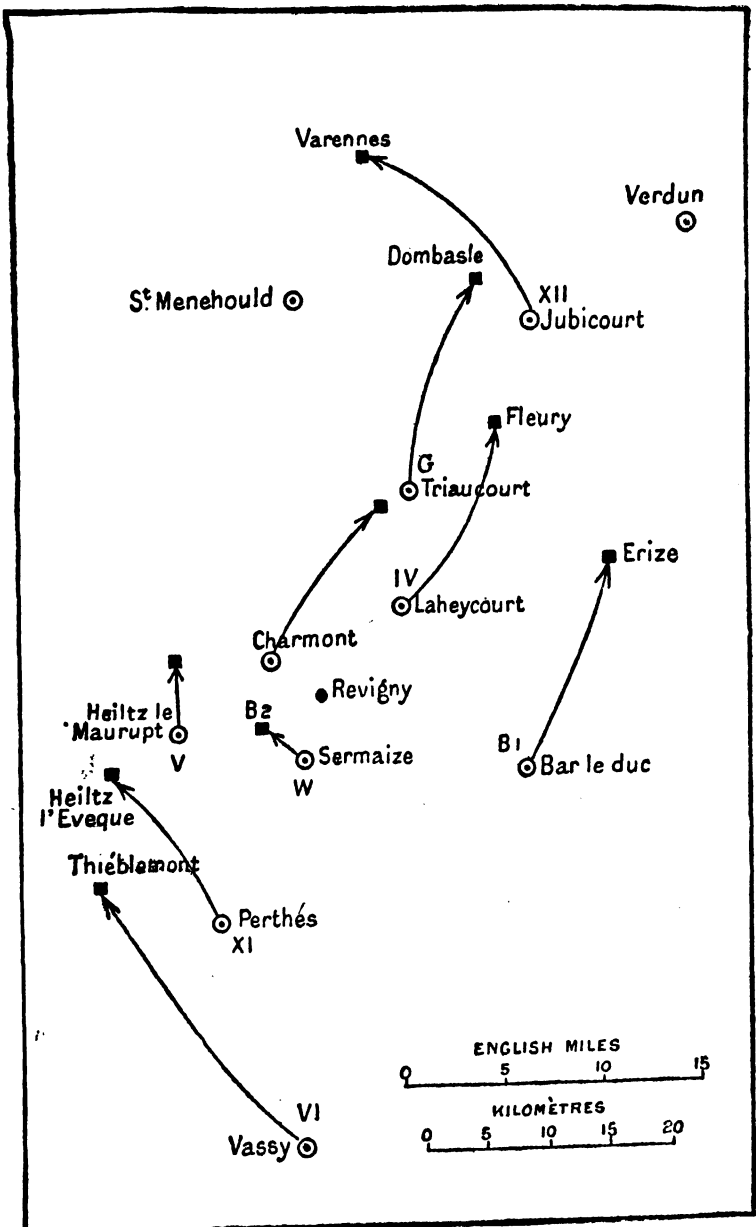 Varennes
Verdun
Dombasle
St. Menehould
XII
Jubicourt
Fleury
G
Triaucourt
Erize
IV
Laheycourt
Charmont
Revigny
Heiltz le
Maurupt
V
B2
Sermaize
W
B1
Bar le duc
Heiltz
l'Eveque
Thiéblemont
Perthés
XI
ENGLISH MILES
0 5 10 15
KILOMÈTRES
0 5 10 15 20
VI
Vassy